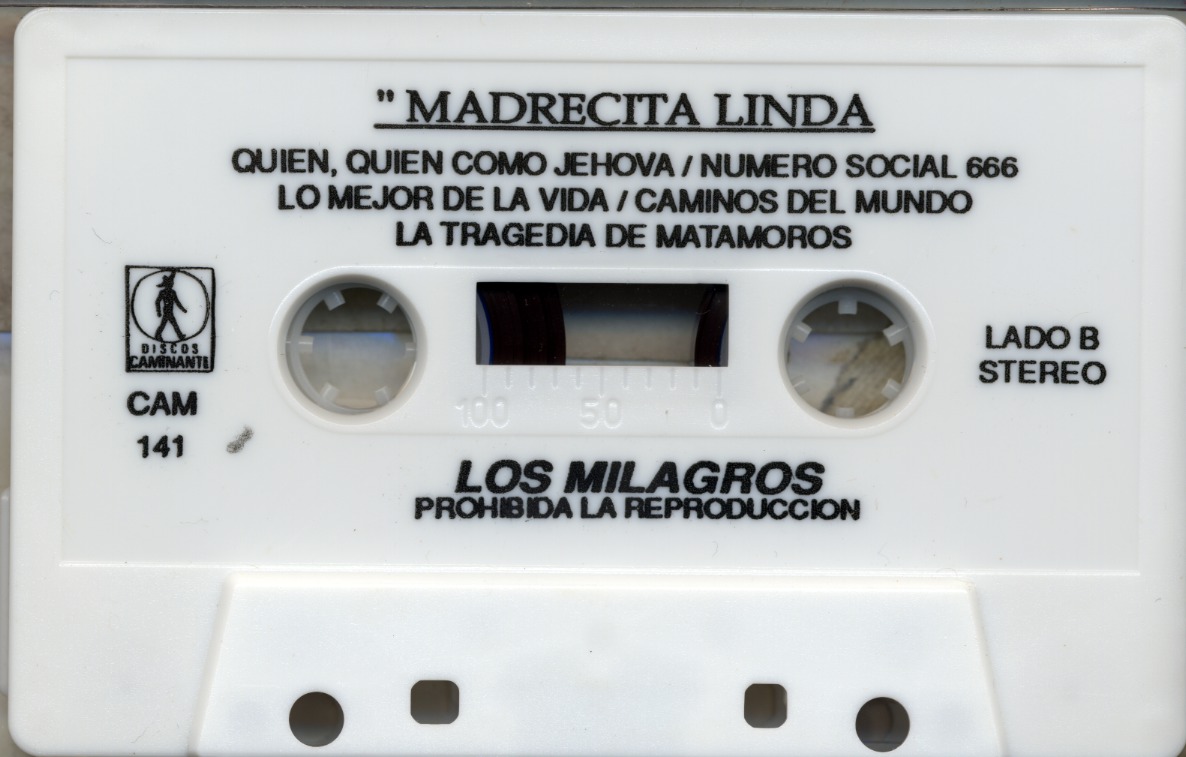 " MADRECITA LINDA
QUIEN, QUIEN COMO JEHOVA / NUMERO SOCIAL 666
LO MEJOR DE LA VIDA / CAMINOS DEL MUNDO
LA TRAGEDIA DE MATAMOROS
DISCOS
CAMINANTE
CAM
141
100 50 0
LADO B
STEREO
LOS MILAGROS
PROHIBIDA LA REPRODUCCION